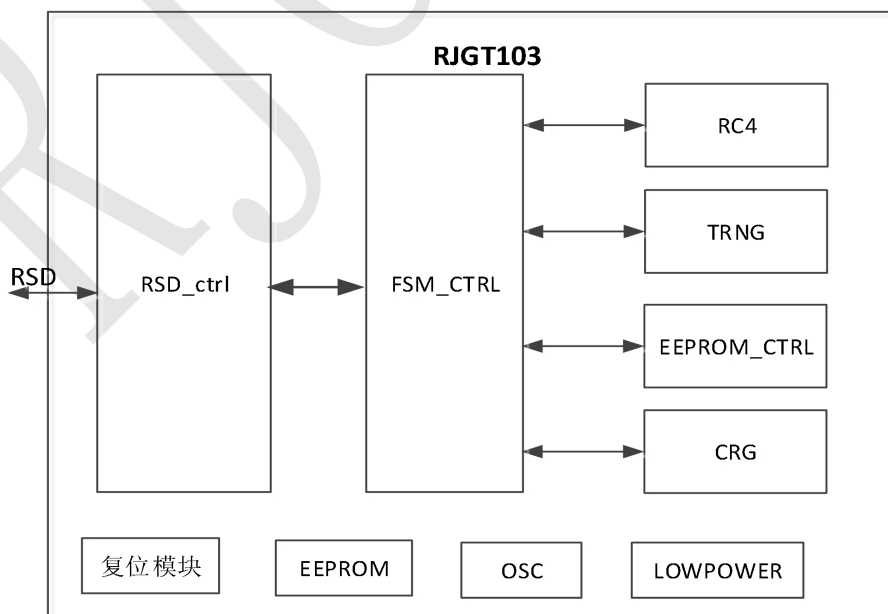 RJGT103
RC4
TRNG
RSD
RSD_ctrl
FSM_CTRL
EEPROM_CTRL
CRG
复位模块
EEPROM
OSC
LOWPOWER